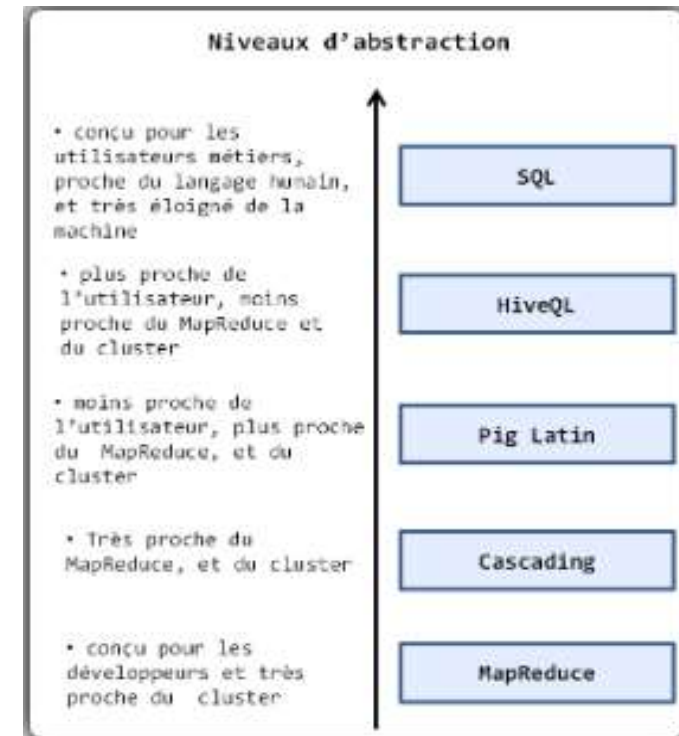 Niveaux d'abstraction
• conçu pour les
utilisateurs métiers,
proche du langage humain,
et très éloigné de la
machine
SQL
• plus proche de
l'utilisateur, moins
proche du MapReduce et
du cluster
HiveQL
• moins proche de
l'utilisateur, plus proche
du MapReduce, et du
cluster
Pig Latin
• Très proche du
MapReduce, et du cluster
Cascading
• conçu pour les
développeurs et très
proche du cluster
MapReduce